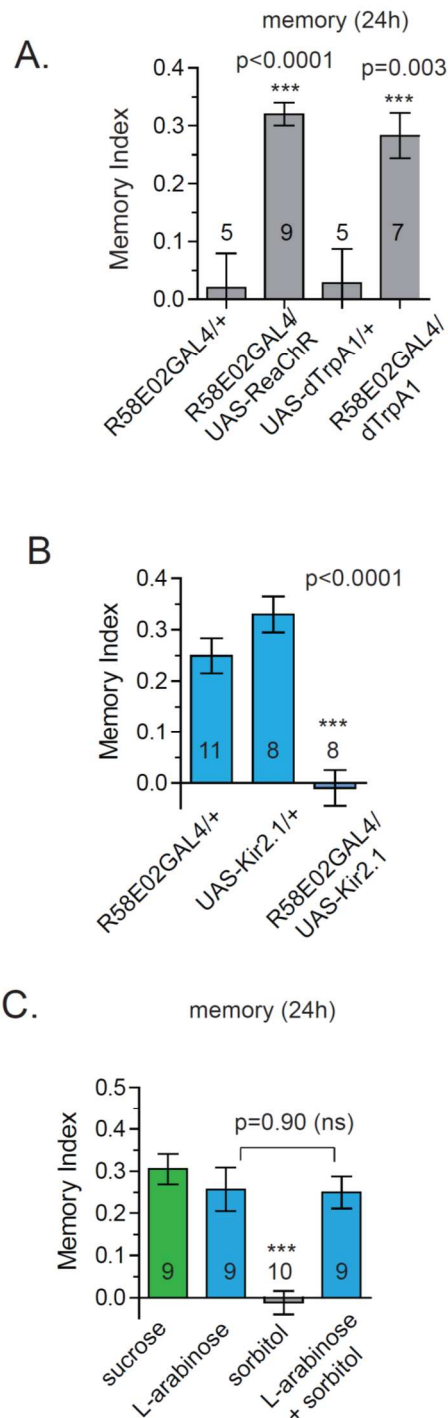 memory (24h)
A.
p<0.0001
p=0.003
***
***
0.4
0.3
0.2
0.1
0.0
Memory Index
5
9
5
7
R58E02GAL4/+
R58E02GAL4/
UAS-ReaChR
UAS-dTrpA1/+
R58E02GAL4/
dTrpA1
B
p<0.0001
0.4
0.3
0.2
0.1
0.0
Memory Index
***
11
8
8
R58E02GAL4/+
UAS-Kir2.1/+
R58E02GAL4/
UAS-Kir2.1
C.
memory (24h)
p=0.90 (ns)
0.5
0.4
0.3
0.2
0.1
0.0
Memory Index
***
9
9
10
9
sucrose
L-arabinose
sorbitol
L-arabinose
+ sorbitol